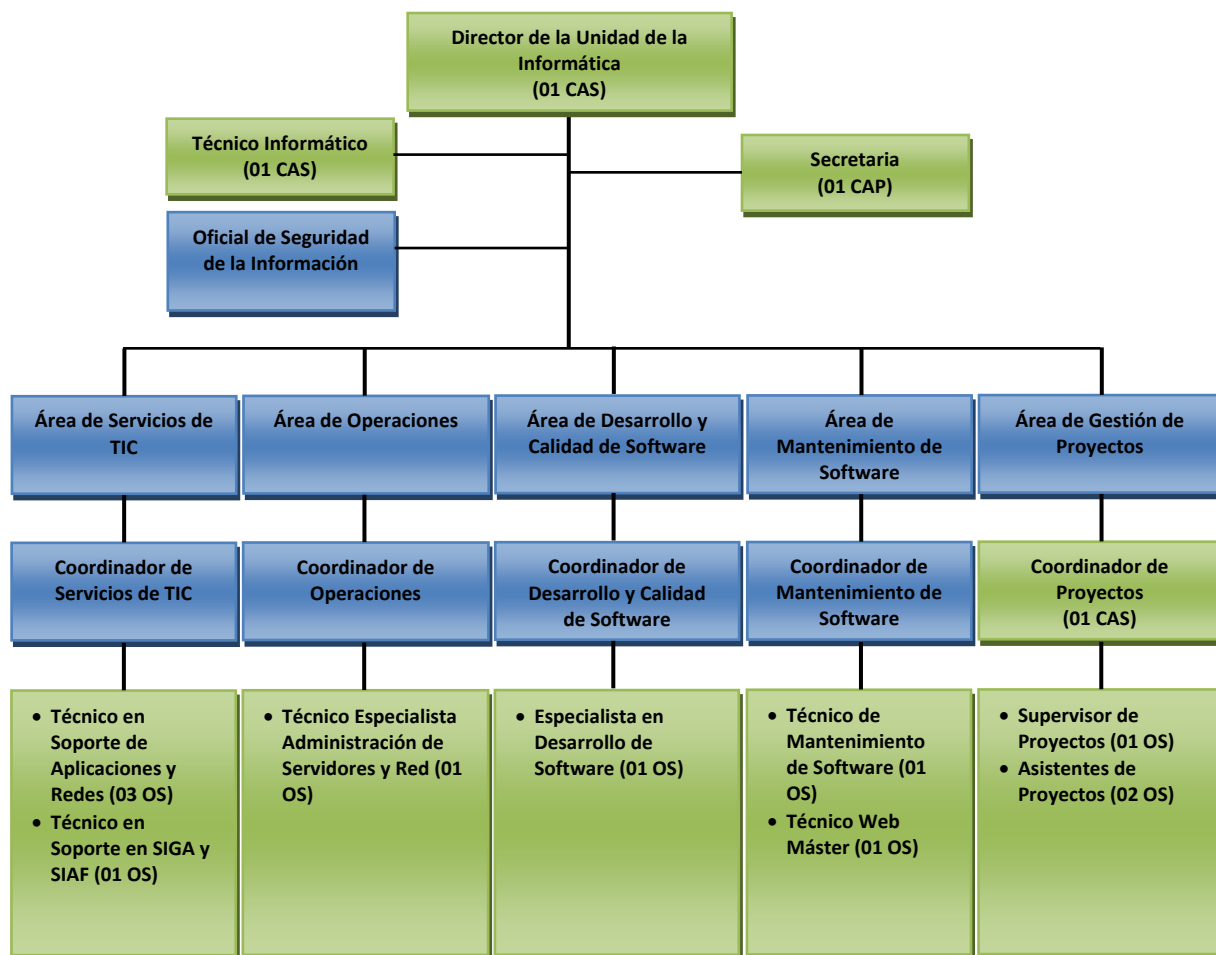 Director de la Unidad de la
Informática
(01 CAS)
Técnico Informático
(01 CAS)
Secretaria
(01 CAP)
Oficial de Seguridad
de la Información
Área de Servicios de
TIC
Área de Operaciones
Área de Desarrollo y
Calidad de Software
Área de
Mantenimiento de
Software
Área de Gestión de
Proyectos
Coordinador de
Servicios de TIC
Coordinador de
Operaciones
Coordinador de
Desarrollo y Calidad
de Software
Coordinador de
Mantenimiento de
Software
Coordinador de
Proyectos
(01 CAS)
• Técnico en
Soporte de
Aplicaciones y
Redes (03 OS)
• Técnico en
Soporte en SIGA y
SIAF (01 OS)
• Técnico Especialista
Administración de
Servidores y Red (01
OS)
• Especialista en
Desarrollo de
Software (01 OS)
• Técnico de
Mantenimiento
de Software (01
OS)
• Técnico Web
Máster (01 OS)
• Supervisor de
Proyectos (01 OS)
• Asistentes de
Proyectos (02 OS)